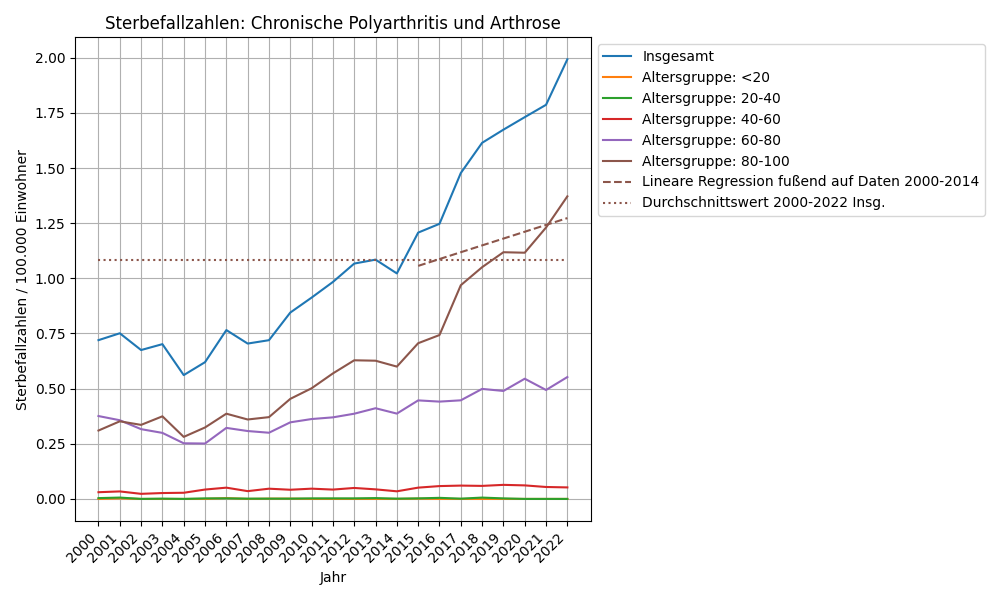 Sterbefallzahlen: Chronische Polyarthritis und Arthrose
Sterbefallzahlen / 100.000 Einwohner
2.00
1.75
1.50
1.25
1.00
0.75
0.50
0.25
0.00
2000
2001
2002
2003
2004
2005
2006
2007
2008
2009
2010
2011
2012
2013
2014
2015
2016
2017
2018
2019
2020
2021
2022
Jahr
Insgesamt
Altersgruppe: <20
Altersgruppe: 20-40
Altersgruppe: 40-60
Altersgruppe: 60-80
Altersgruppe: 80-100
Lineare Regression fußend auf Daten 2000-2014
Durchschnittswert 2000-2022 Insg.